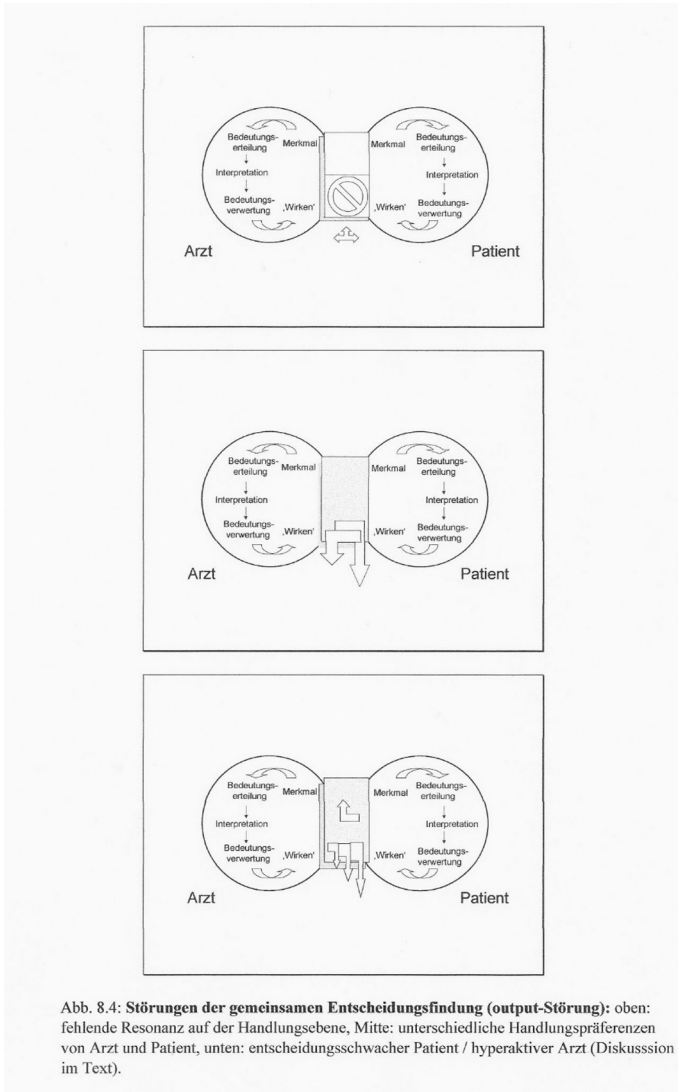 Bedeutungs-
erteilung
Merkmal
Interpretation
Bedeutungs-
verwertung
‚Wirken'
Arzt
Merkmal
Bedeutungs-
erteilung
Interpretation
‚Wirken'
Bedeutungs-
verwertung
Patient
Bedeutungs-
erteilung
Merkmal
Interpretation
Bedeutungs-
verwertung
‚Wirken'
Arzt
Merkmal
Bedeutungs-
erteilung
Interpretation
‚Wirken'
Bedeutungs-
verwertung
Patient
Bedeutungs-
erteilung
Merkmal
Interpretation
Bedeutungs-
verwertung
‚Wirken'
Arzt
Merkmal
Bedeutungs-
erteilung
Interpretation
‚Wirken'
Bedeutungs-
verwertung
Patient
Abb. 8.4: Störungen der gemeinsamen Entscheidungsfindung (output-Störung): oben:
fehlende Resonanz auf der Handlungsebene, Mitte: unterschiedliche Handlungspräferenzen
von Arzt und Patient, unten: entscheidungsschwacher Patient / hyperaktiver Arzt (Diskusssion
im Text).